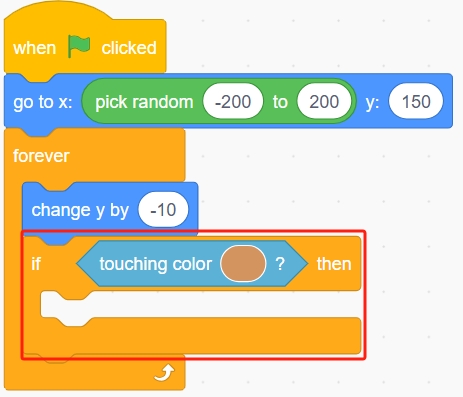 when clicked
go to x: pick random -200 to 200 y: 150
forever
change y by -10
if touching color ? then